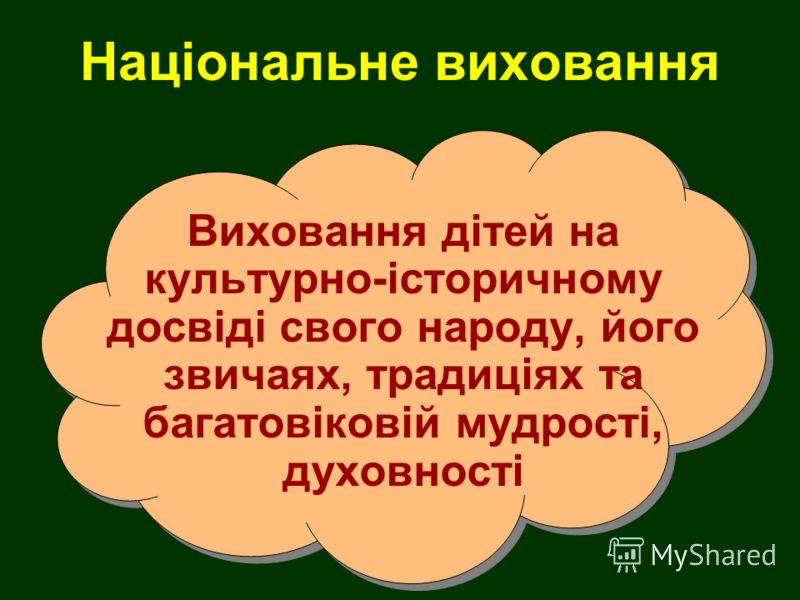 Національне виховання
Виховання дітей на
культурно-історичному
досвіді свого народу, його
звичаях, традиціях та
багатовіковій мудрості,
духовності
MyShared